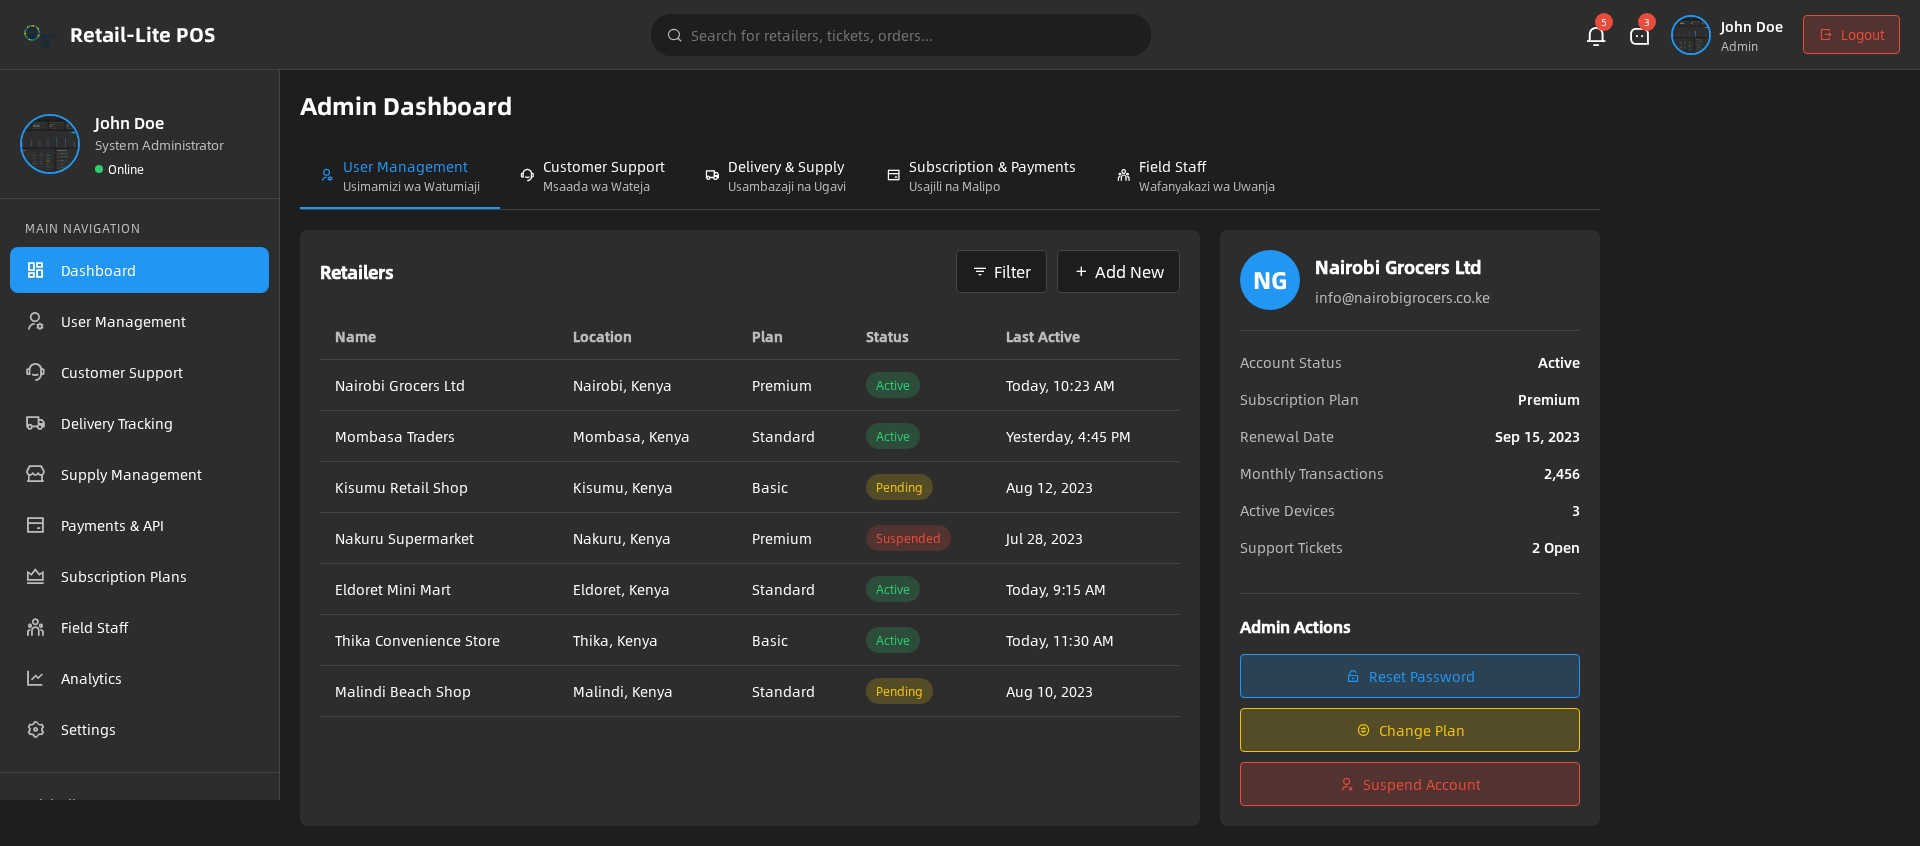 Retail-Lite POS
Search for retailers, tickets, orders...
5
3
John Doe
Admin
Logout
John Doe
System Administrator
Online
MAIN NAVIGATION
Dashboard
User Management
Customer Support
Delivery Tracking
Supply Management
Payments & API
Subscription Plans
Field Staff
Analytics
Settings
Admin Dashboard
User Management
Usimamizi wa Watumiaji
Customer Support
Msaada wa Wateja
Delivery & Supply
Usambazaji na Ugavi
Subscription & Payments
Usajili na Malipo
Field Staff
Wafanyakazi wa Uwanja
Retailers
Filter
Add New
Name Location Plan Status Last Active
Nairobi Grocers Ltd Nairobi, Kenya Premium Active Today, 10:23 AM
Mombasa Traders Mombasa, Kenya Standard Active Yesterday, 4:45 PM
Kisumu Retail Shop Kisumu, Kenya Basic Pending Aug 12, 2023
Nakuru Supermarket Nakuru, Kenya Premium Suspended Jul 28, 2023
Eldoret Mini Mart Eldoret, Kenya Standard Active Today, 9:15 AM
Thika Convenience Store Thika, Kenya Basic Active Today, 11:30 AM
Malindi Beach Shop Malindi, Kenya Standard Pending Aug 10, 2023
NG
Nairobi Grocers Ltd
info@nairobigrocers.co.ke
Account Status Active
Subscription Plan Premium
Renewal Date Sep 15, 2023
Monthly Transactions 2,456
Active Devices 3
Support Tickets 2 Open
Admin Actions
Reset Password
Change Plan
Suspend Account